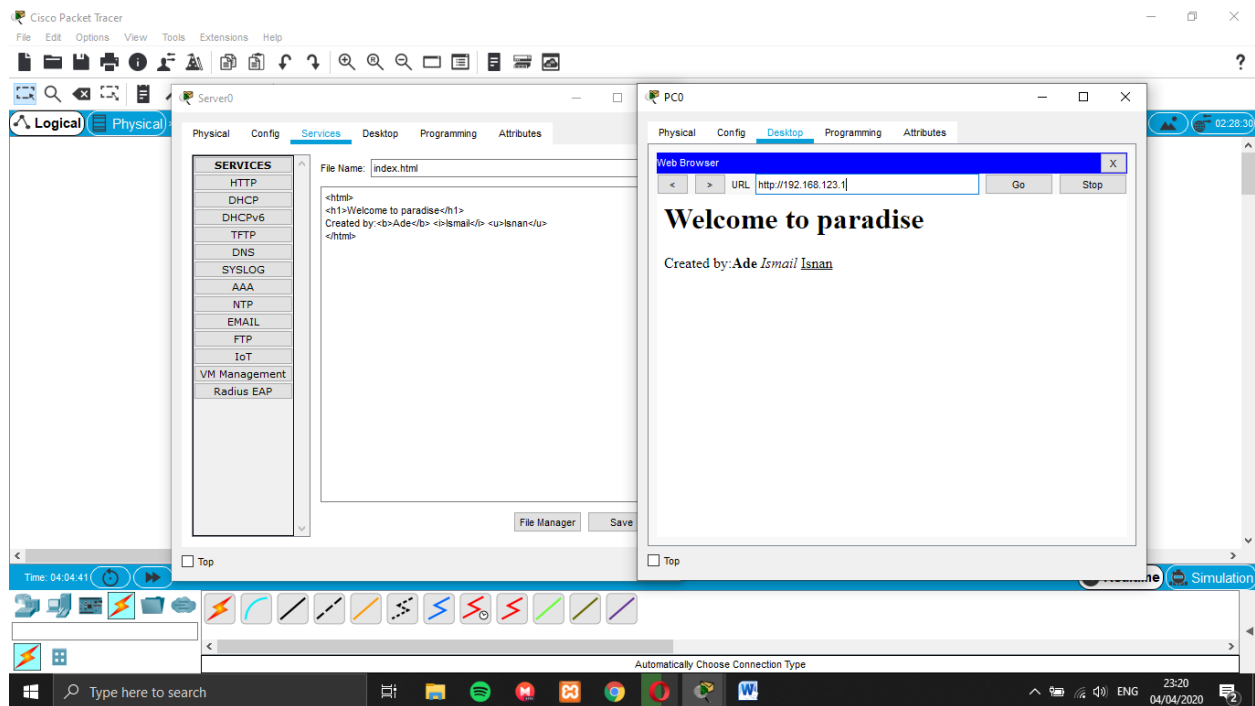 Cisco Packet Tracer
File Edit Options View Tools Extensions Help
?
Logical
Physical
02:28:30
Server0
Physical Config Services Desktop Programming Attributes
SERVICES
HTTP
DHCP
DHCPv6
TFTP
DNS
SYSLOG
AAA
NTP
EMAIL
FTP
IoT
VM Management
Radius EAP
File Name: index.html
<html>
<h1>Welcome to paradise</h1>
Created by:<b>Ade</b> <i>Ismail</i> <u>Isnan</u>
</html>
File Manager Save
Top
PC0
Physical Config Desktop Programming Attributes
Web Browser X
< > URL http://192.168.123.1 Go Stop
Welcome to paradise
Created by:Ade Ismail Isnan
Top
Time: 04:04:41
Simulation
Automatically Choose Connection Type
Type here to search
ENG
23:20
04/04/2020
2